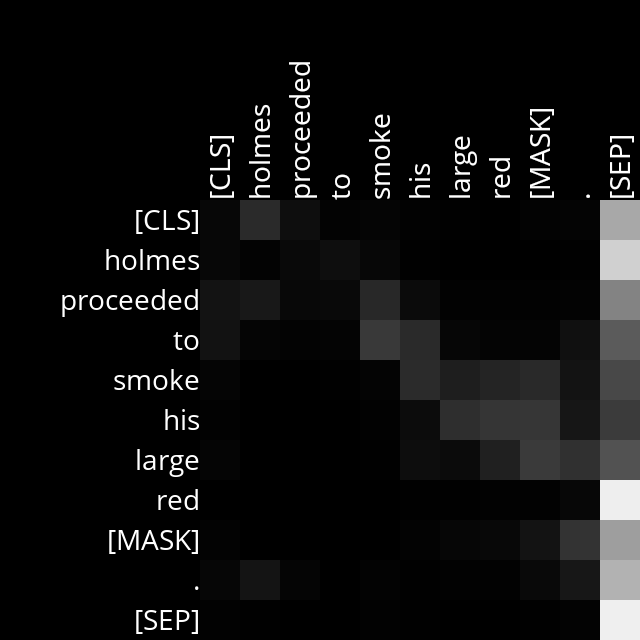 [CLS]
holmes
proceeded
to
smoke
his
large
red
[MASK]
.
[SEP]
[CLS]
holmes
proceeded
to
smoke
his
large
red
[MASK]
.
[SEP]